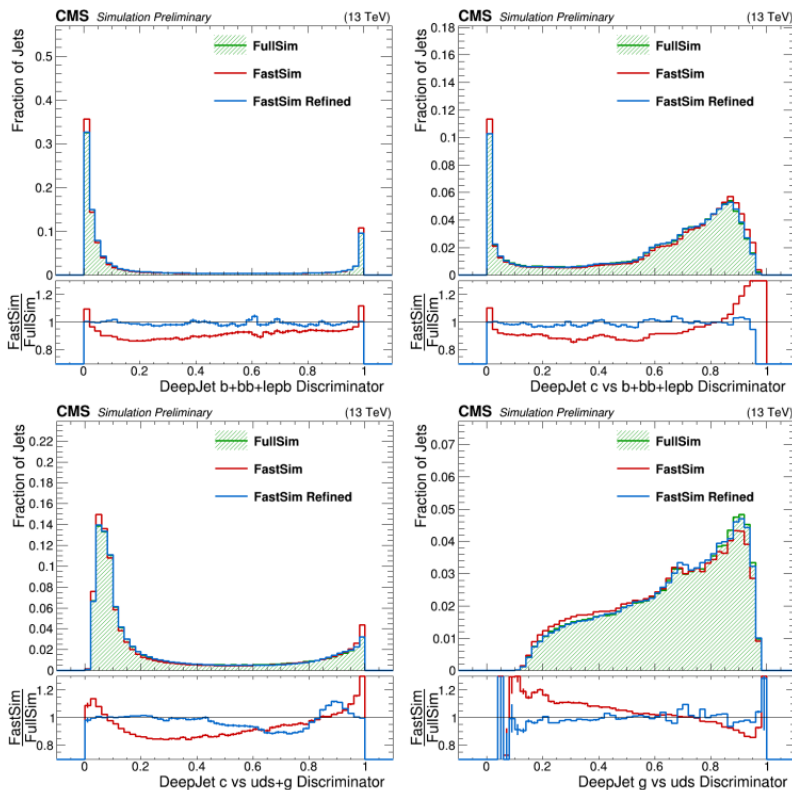 CMS Simulation Preliminary (13 TeV)
Fraction of Jets
0.5
0.4
0.3
0.2
0.1
0
FullSim
FastSim
FastSim Refined
FastSim
FullSim
1.2
1
0.8
0 0.2 0.4 0.6 0.8 1
DeepJet b+bb+lepb Discriminator
CMS Simulation Preliminary (13 TeV)
Fraction of Jets
0.18
0.16
0.14
0.12
0.1
0.08
0.06
0.04
0.02
0
FullSim
FastSim
FastSim Refined
FastSim
FullSim
1.2
1
0.8
0 0.2 0.4 0.6 0.8 1
DeepJet c vs b+bb+lepb Discriminator
CMS Simulation Preliminary (13 TeV)
Fraction of Jets
0.22
0.2
0.18
0.16
0.14
0.12
0.1
0.08
0.06
0.04
0.02
0
FullSim
FastSim
FastSim Refined
FastSim
FullSim
1.2
1
0.8
0 0.2 0.4 0.6 0.8 1
DeepJet c vs uds+g Discriminator
CMS Simulation Preliminary (13 TeV)
Fraction of Jets
0.07
0.06
0.05
0.04
0.03
0.02
0.01
0
FullSim
FastSim
FastSim Refined
FastSim
FullSim
1.2
1
0.8
0 0.2 0.4 0.6 0.8 1
DeepJet g vs uds Discriminator